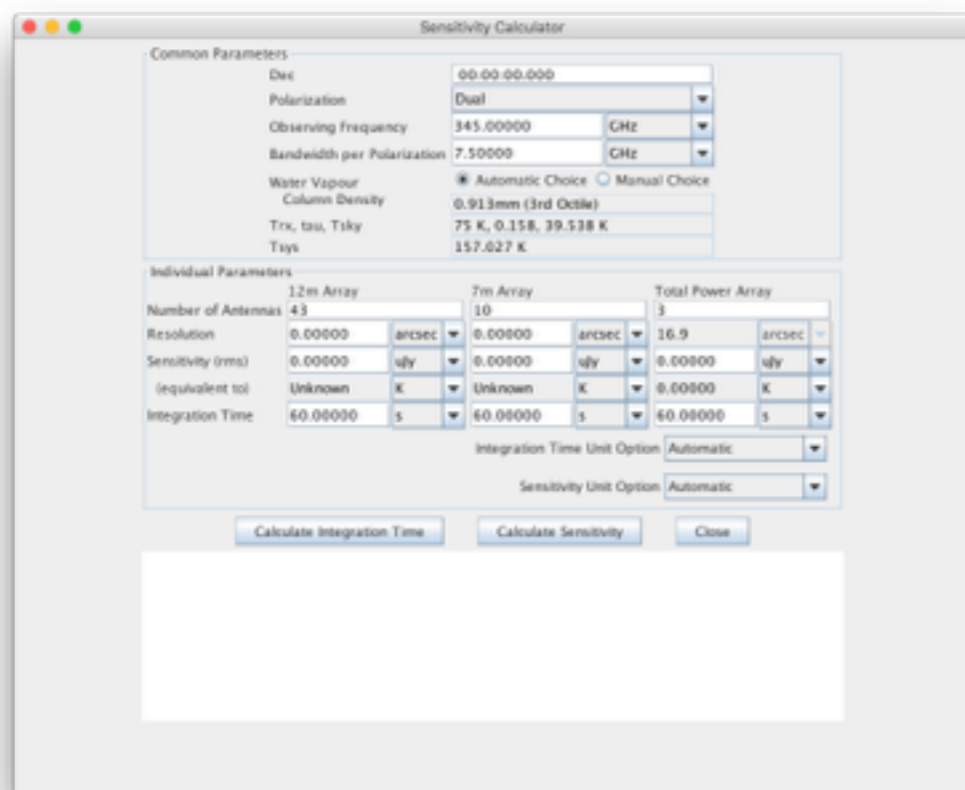 Sensitivity Calculator
Common Parameters
Dec 00:00:00.000
Polarization Dual
Observing Frequency 345.00000 GHz
Bandwidth per Polarization 7.50000 GHz
Water Vapour Automatic Choice Manual Choice
Column Density 0.913mm (3rd Octile)
Trx, tau, Tsky 75 K, 0.158, 39.538 K
Tsys 157.027 K
Individual Parameters
12m Array 7m Array Total Power Array
Number of Antennas 43 10 3
Resolution 0.00000 arcsec 0.00000 arcsec 16.9 arcsec
Sensitivity (rms) 0.00000 uJy 0.00000 uJy 0.00000 uJy
(equivalent to) Unknown K Unknown K 0.00000 K
Integration Time 60.00000 s 60.00000 s 60.00000 s
Integration Time Unit Option Automatic
Sensitivity Unit Option Automatic
Calculate Integration Time Calculate Sensitivity Close